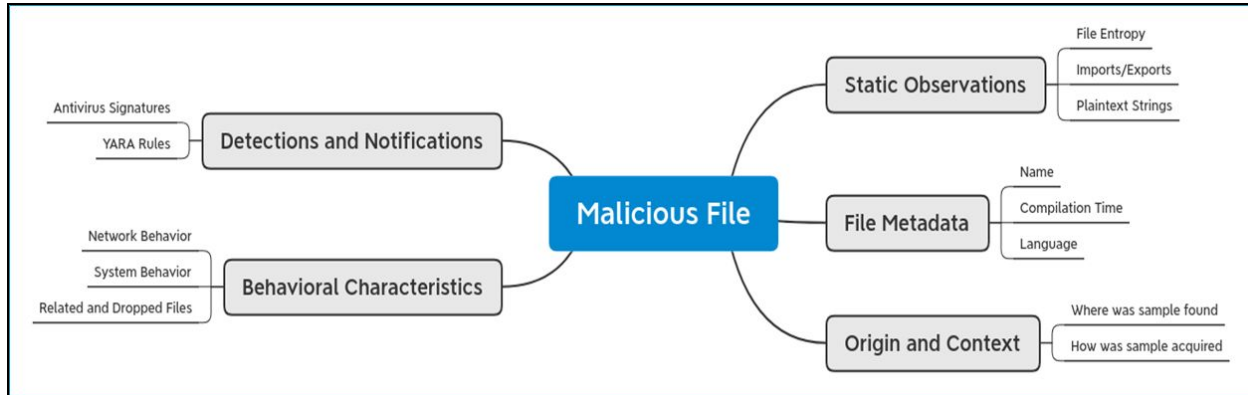 Malicious File
Detections and Notifications
Antivirus Signatures
YARA Rules
Behavioral Characteristics
Network Behavior
System Behavior
Related and Dropped Files
Static Observations
File Entropy
Imports/Exports
Plaintext Strings
File Metadata
Name
Compilation Time
Language
Origin and Context
Where was sample found
How was sample acquired